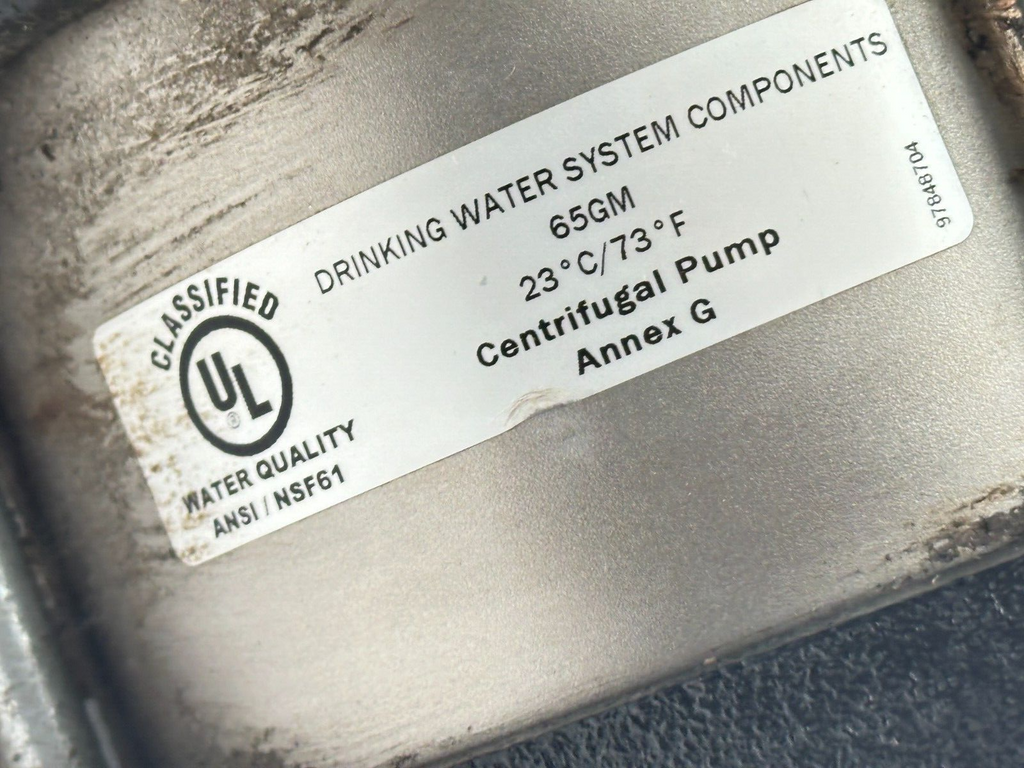 CLASSIFIED
UL
®
WATER QUALITY
ANSI / NSF61
DRINKING WATER SYSTEM COMPONENTS
65GM
23°C/73°F
Centrifugal Pump
Annex G
97848704